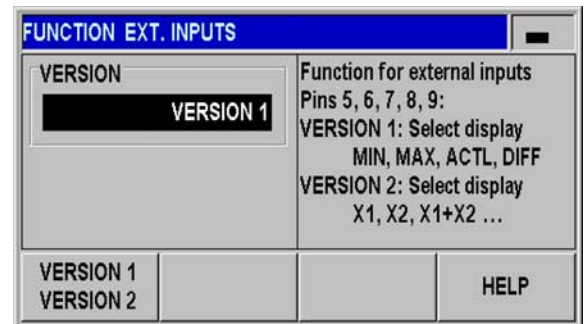 FUNCTION EXT. INPUTS
VERSION
VERSION 1
Function for external inputs
Pins 5, 6, 7, 8, 9:
VERSION 1: Select display
MIN, MAX, ACTL, DIFF
VERSION 2: Select display
X1, X2, X1+X2 ...
VERSION 1
VERSION 2
HELP